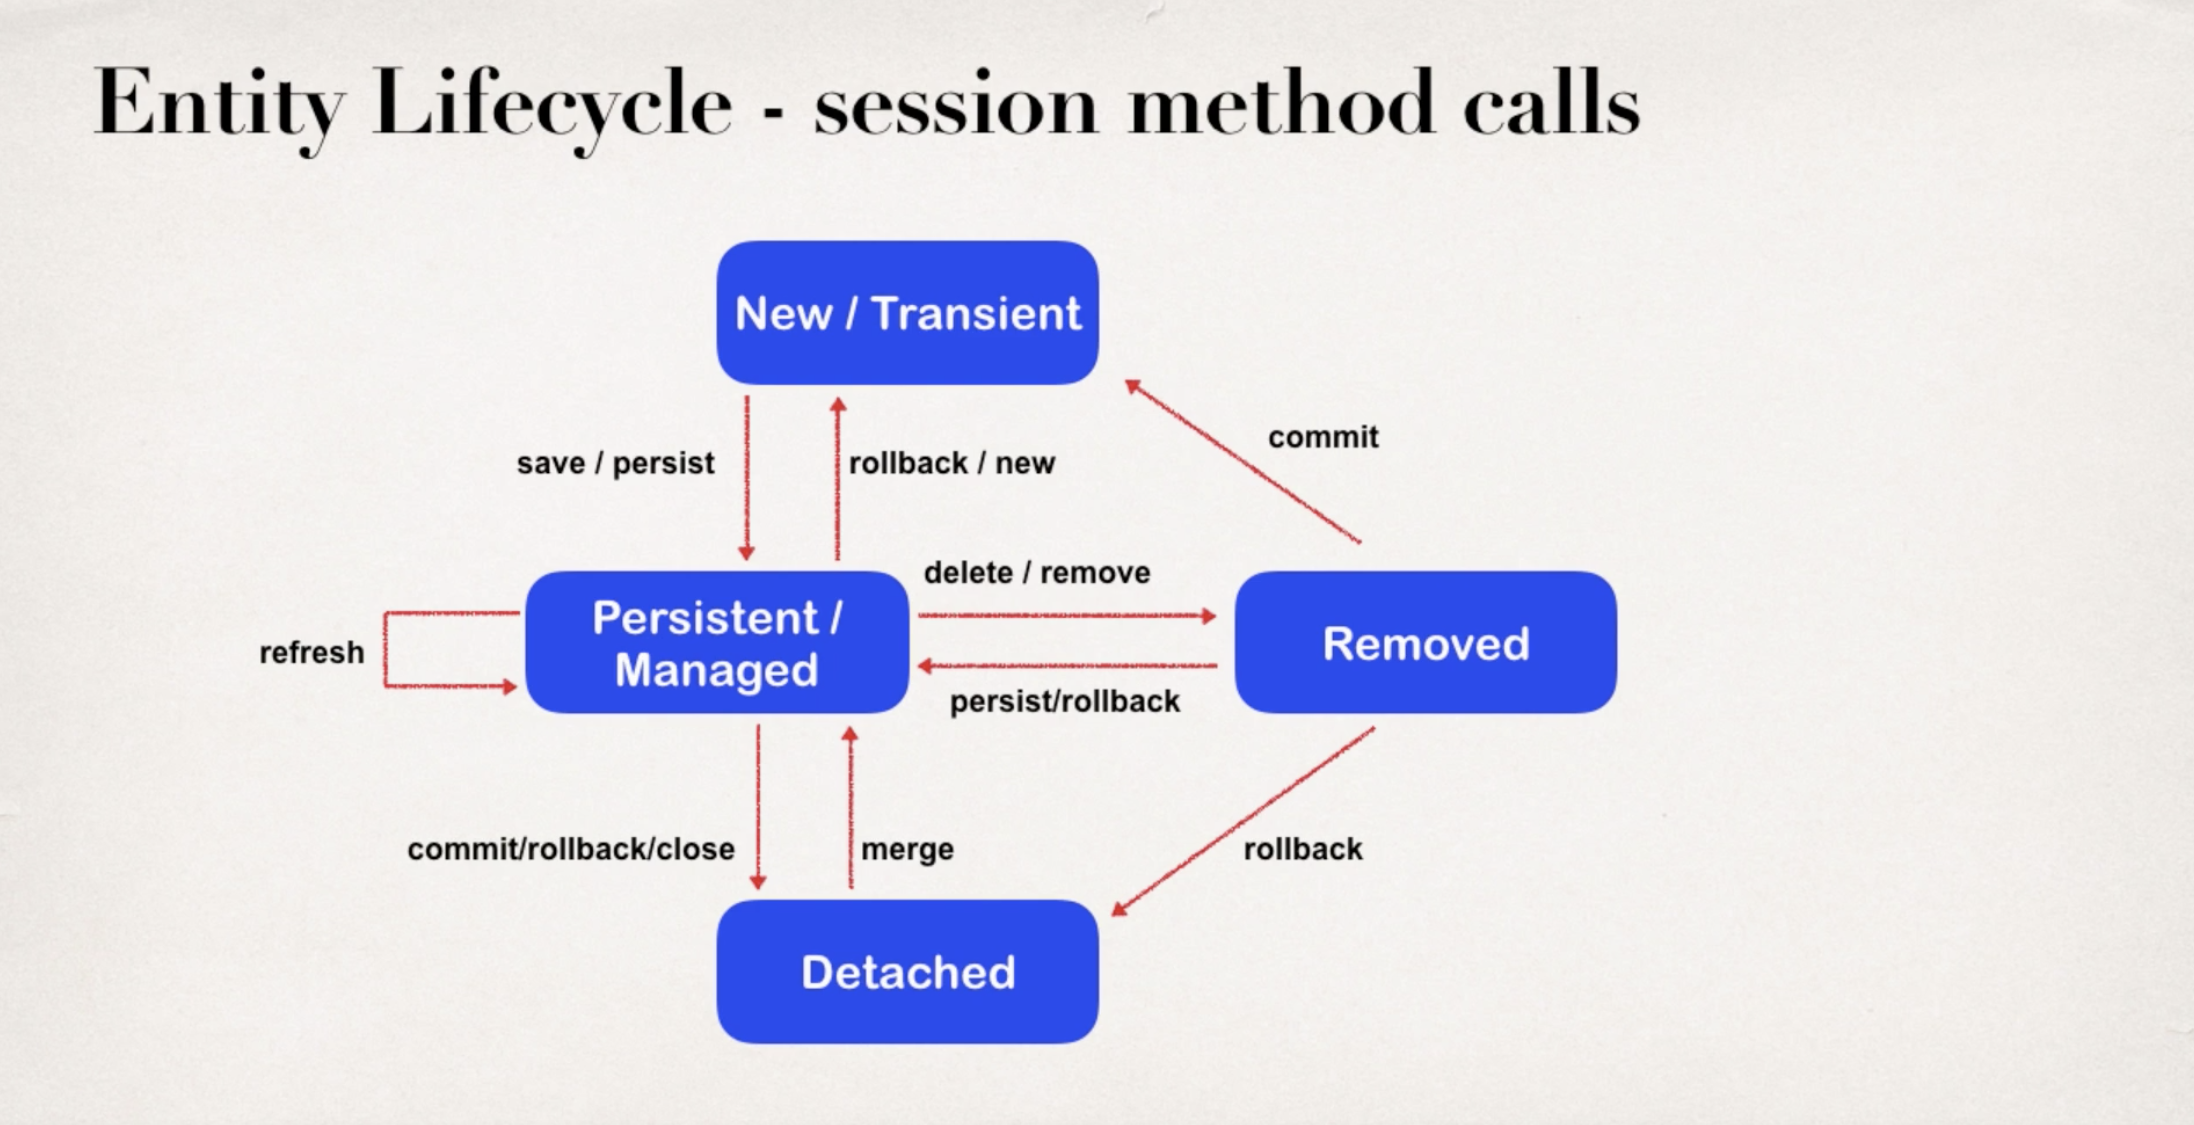 Entity Lifecycle - session method calls
New / Transient
commit
save / persist
rollback / new
delete / remove
Persistent /
Managed
Removed
refresh
persist/rollback
commit/rollback/close
merge
rollback
Detached